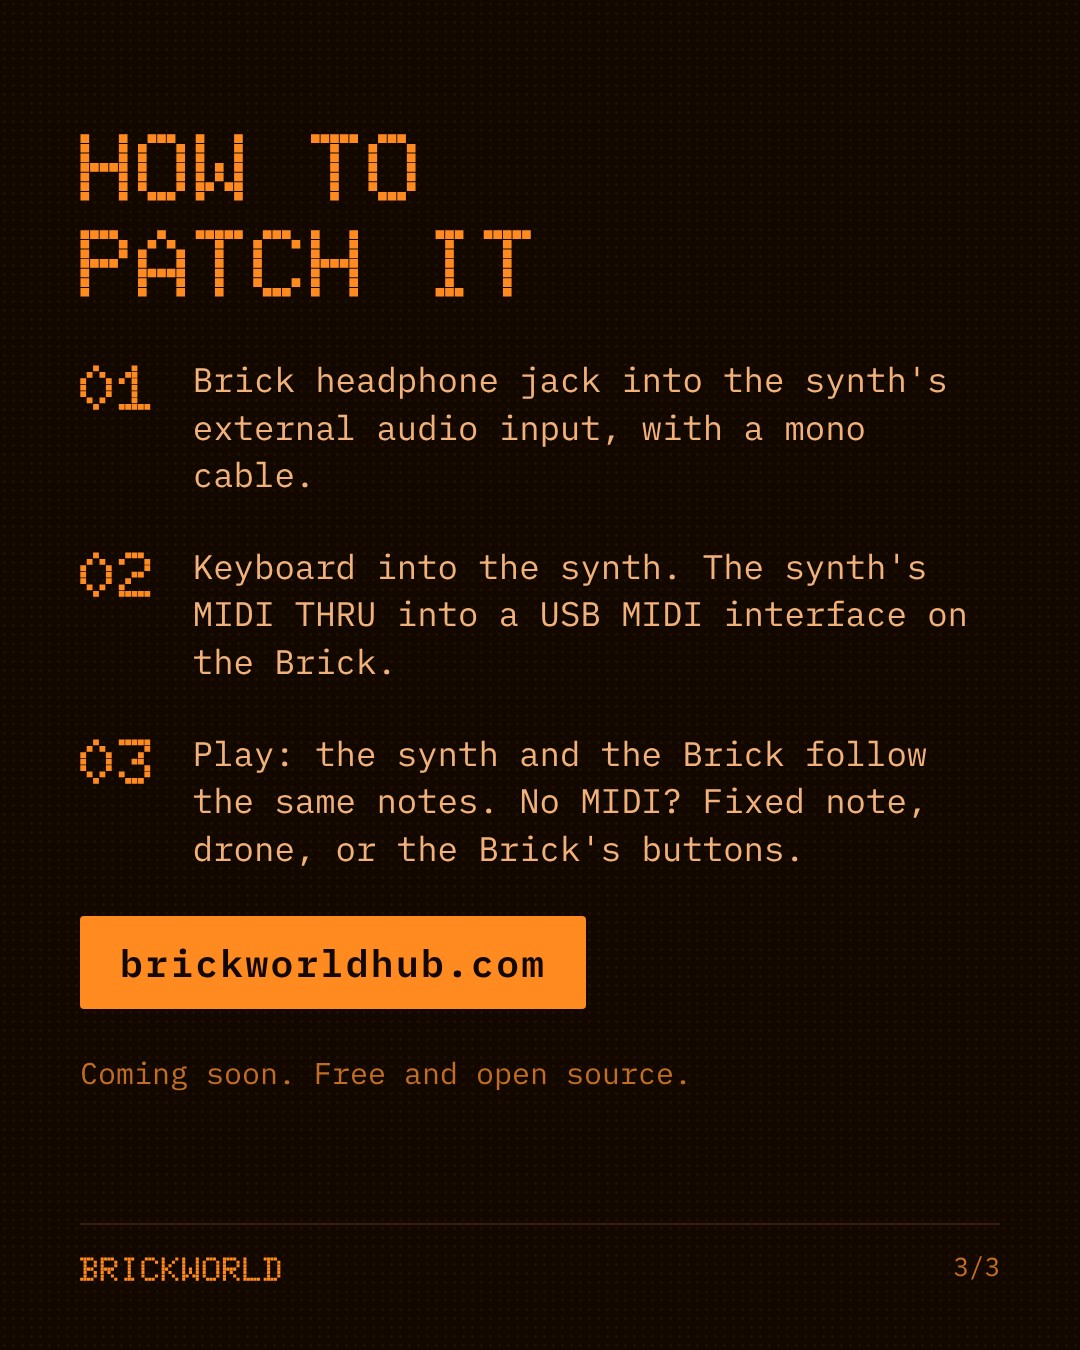 HOW TO
PATCH IT
01 Brick headphone jack into the synth's
external audio input, with a mono
cable.
02 Keyboard into the synth. The synth's
MIDI THRU into a USB MIDI interface on
the Brick.
03 Play: the synth and the Brick follow
the same notes. No MIDI? Fixed note,
drone, or the Brick's buttons.
brickworldhub.com
Coming soon. Free and open source.
BRICKWORLD 3/3